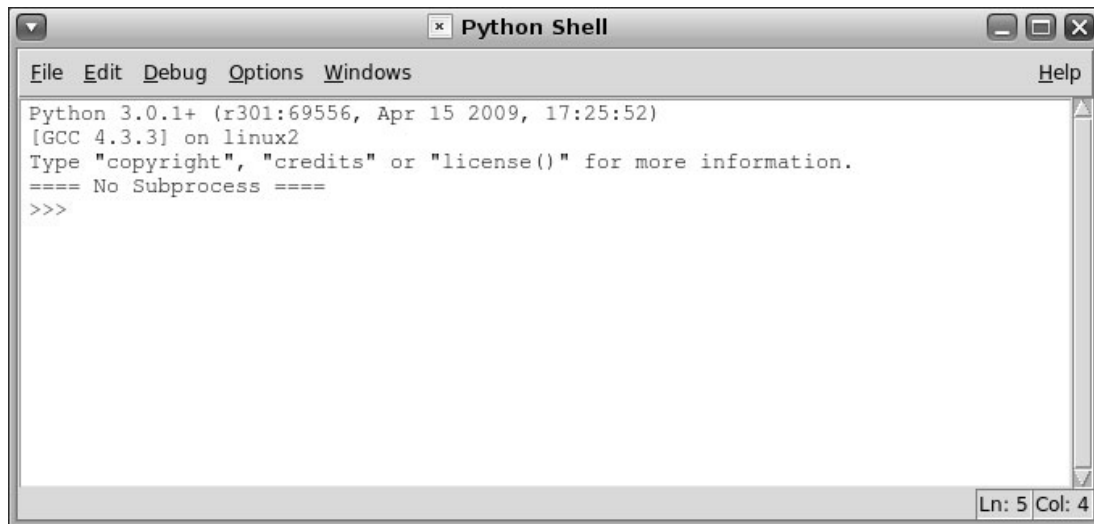 Python Shell
File Edit Debug Options Windows Help
Python 3.0.1+ (r301:69556, Apr 15 2009, 17:25:52)
[GCC 4.3.3] on linux2
Type "copyright", "credits" or "license()" for more information.
==== No Subprocess ====
>>>
Ln: 5 Col: 4